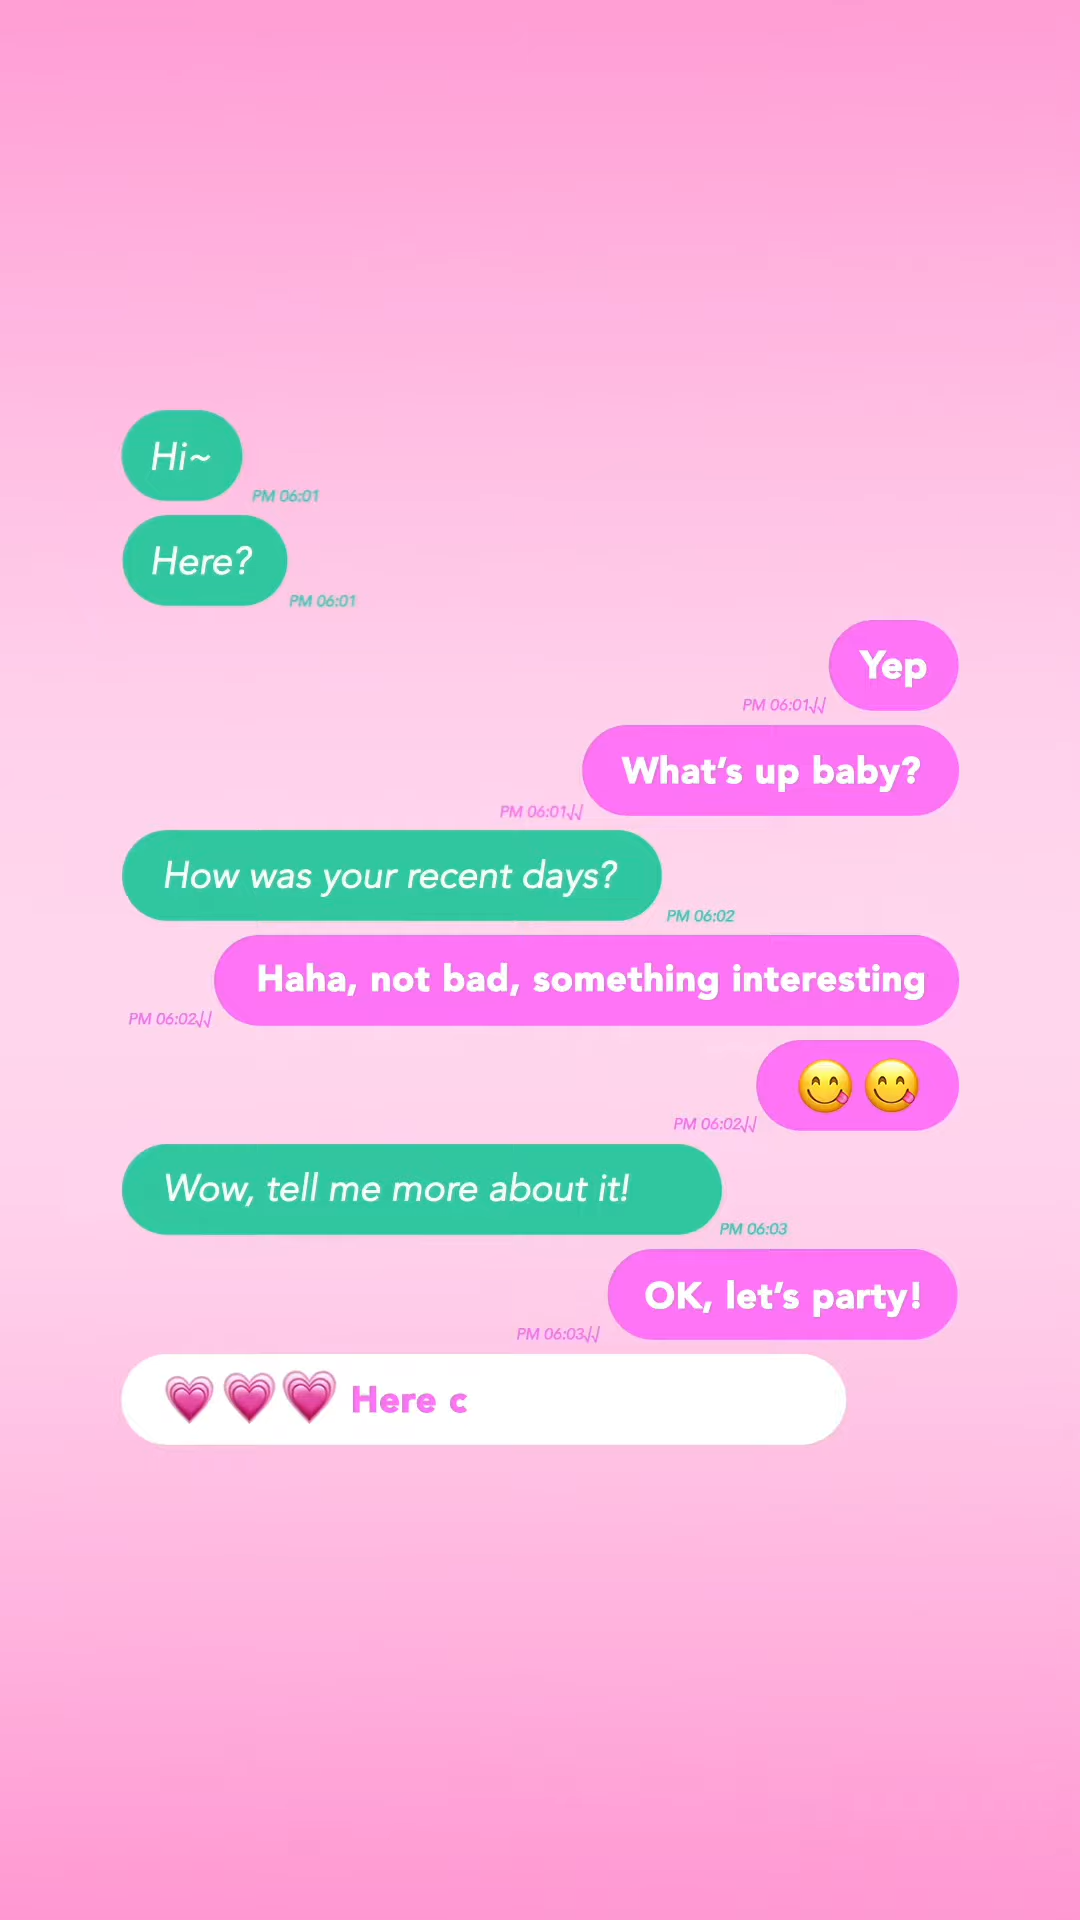 Hi~
PM 06:01
Here?
PM 06:01
Yep
PM 06:01
What's up baby?
PM 06:01
How was your recent days?
PM 06:02
Haha, not bad, something interesting
PM 06:02
😋😋
PM 06:02
Wow, tell me more about it!
PM 06:03
OK, let's party!
PM 06:03
💗💗💗 Here c